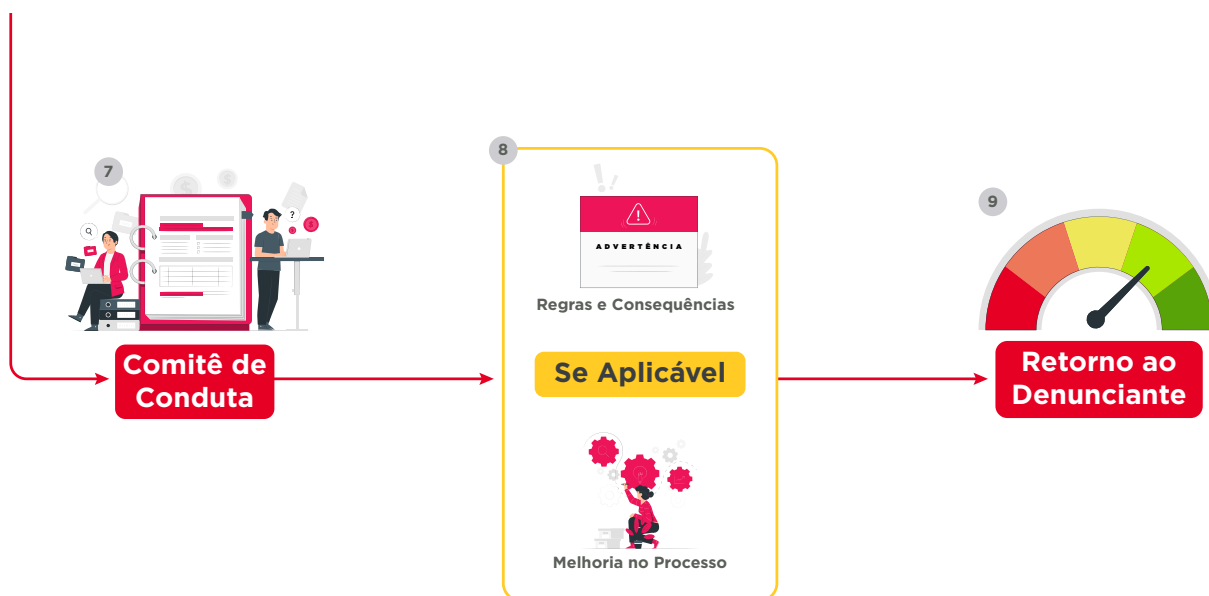 7
Comitê de
Conduta
8
ADVERTÊNCIA
Regras e Consequências
Se Aplicável
Melhoria no Processo
9
Retorno ao
Denunciante